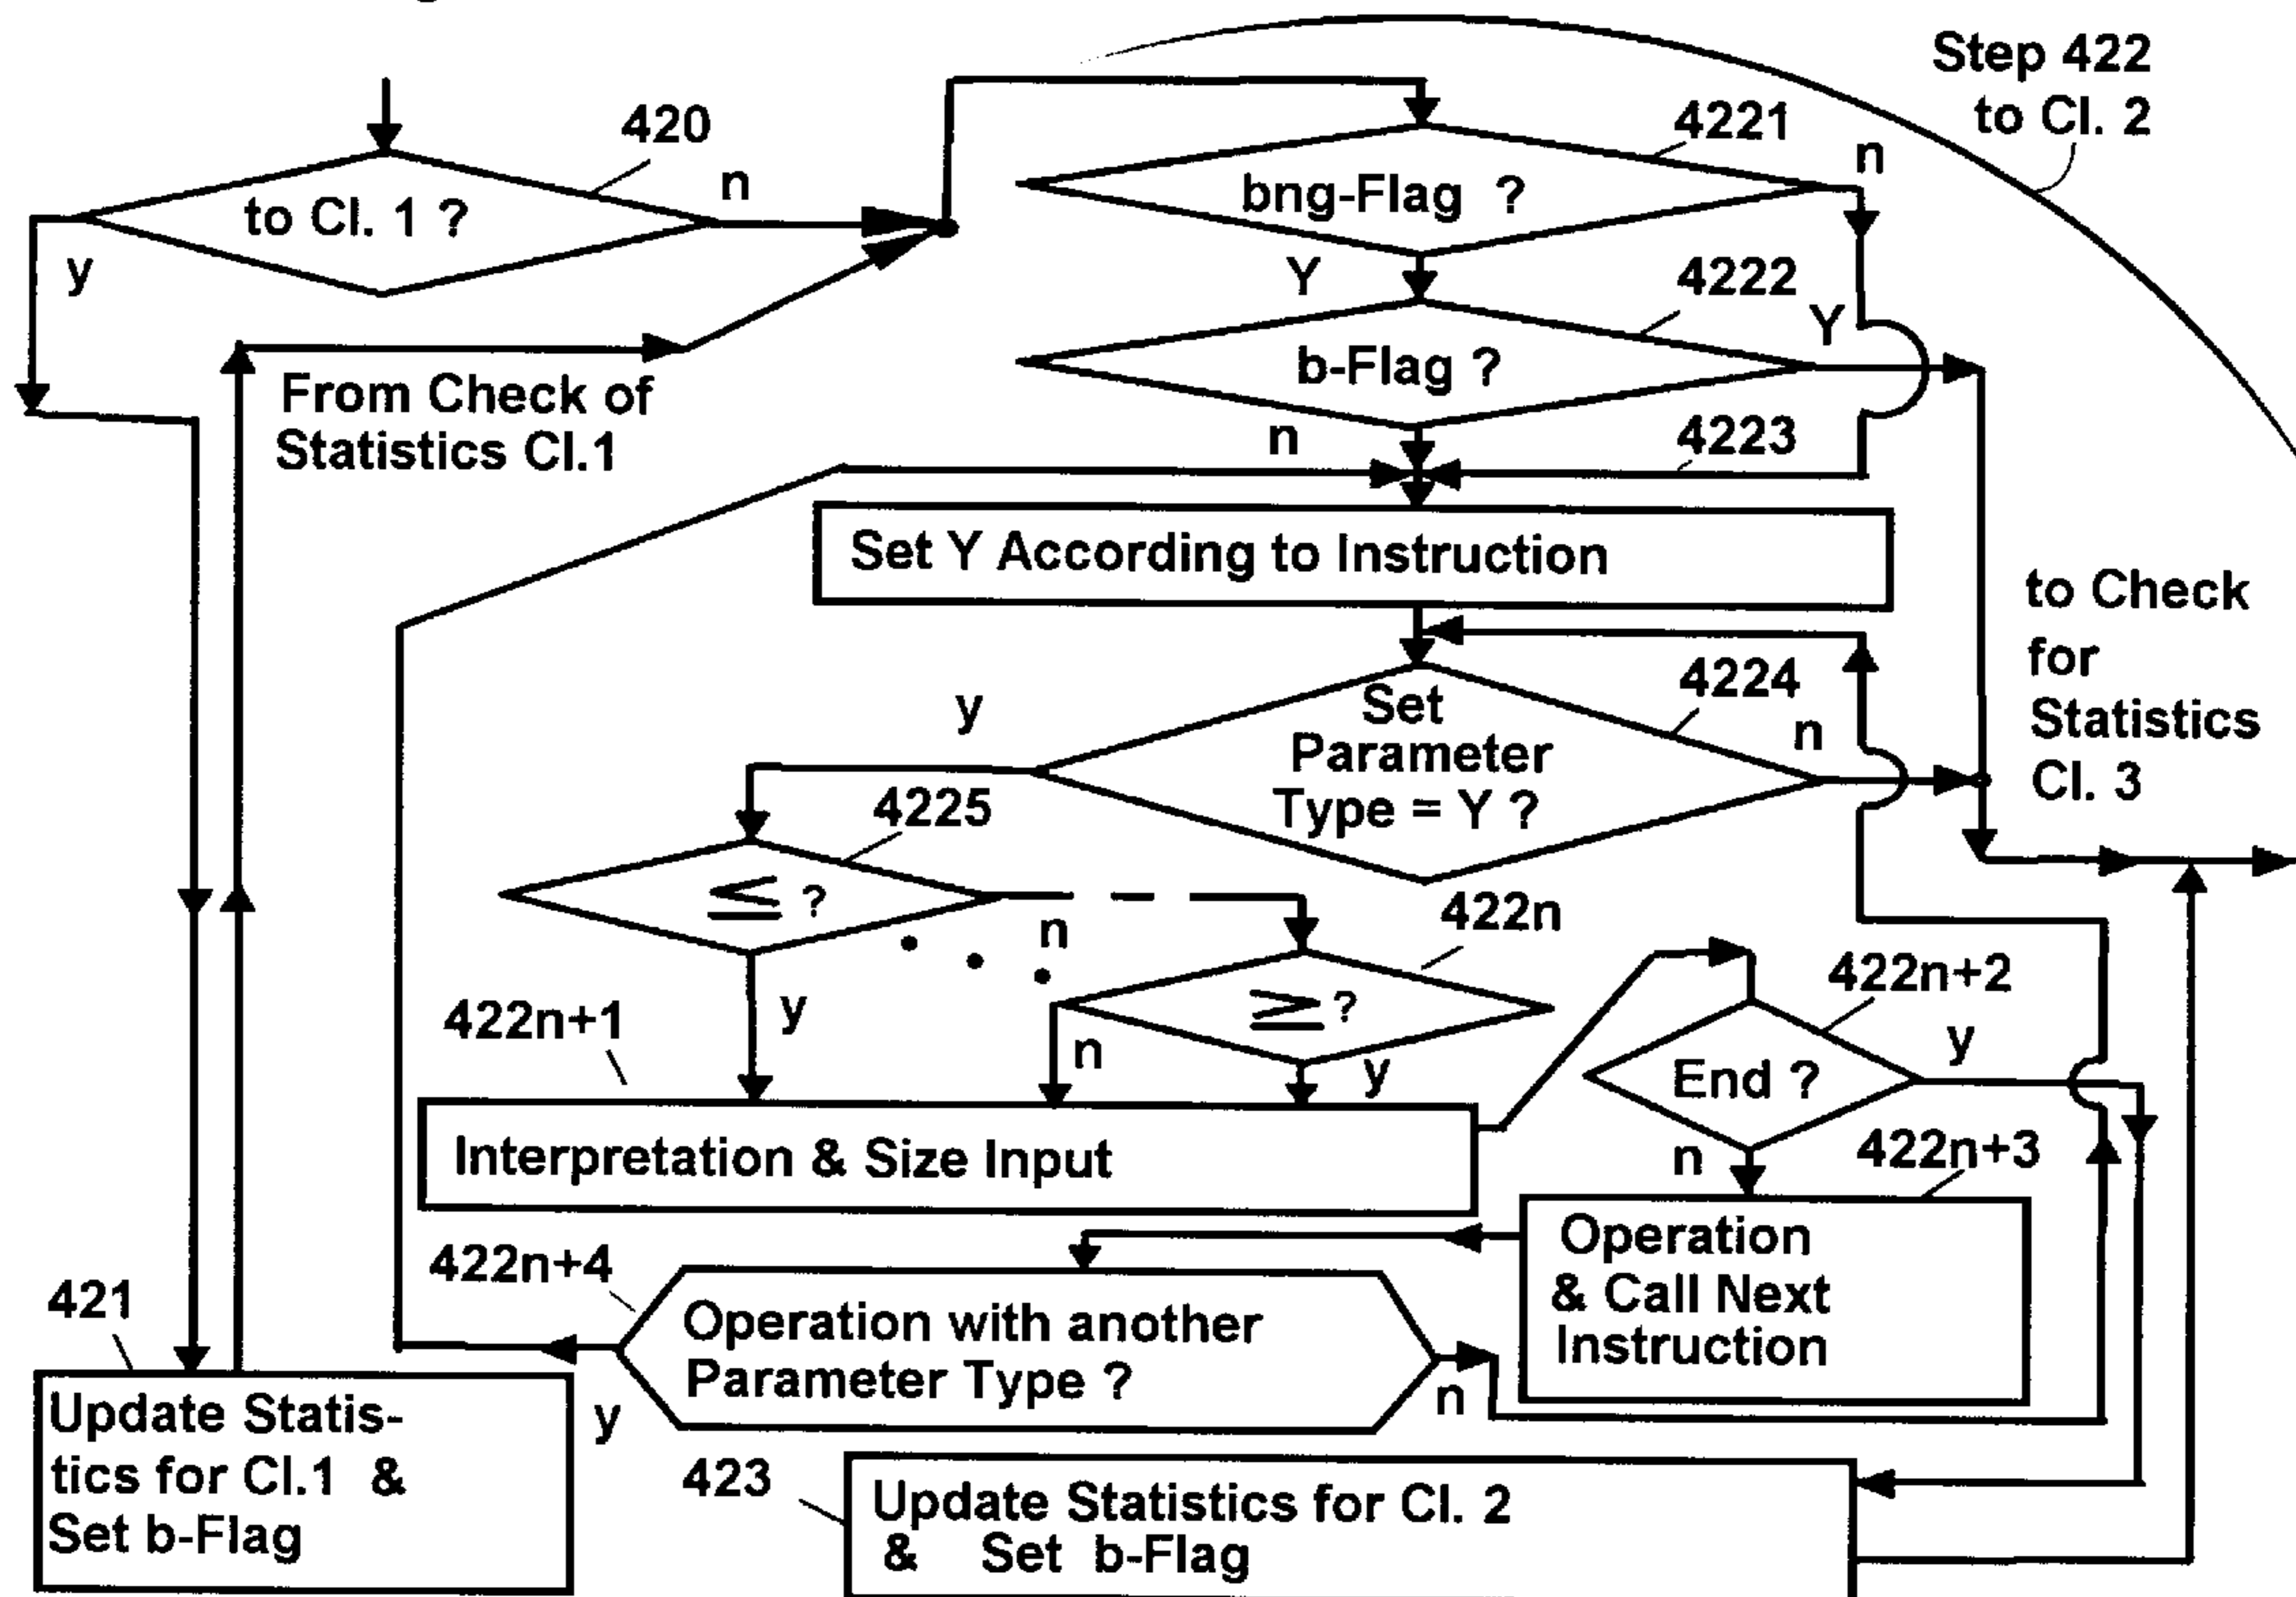 Step 422
to Cl. 2
420
to Cl. 1 ?
n
y
4221
bng-Flag ?
n
Y
4222
b-Flag ?
Y
n
From Check of
Statistics Cl.1
4223
Set Y According to Instruction
to Check
for
Statistics
Cl. 3
4224
Set
Parameter
Type = Y ?
y
n
4225
≤ ?
n
y
422n
≥ ?
n
y
422n+1
Interpretation & Size Input
422n+2
End ?
y
n
422n+3
Operation
& Call Next
Instruction
422n+4
Operation with another
Parameter Type ?
y
n
421
Update Statis-
tics for Cl.1 &
Set b-Flag
423
Update Statistics for Cl. 2
& Set b-Flag